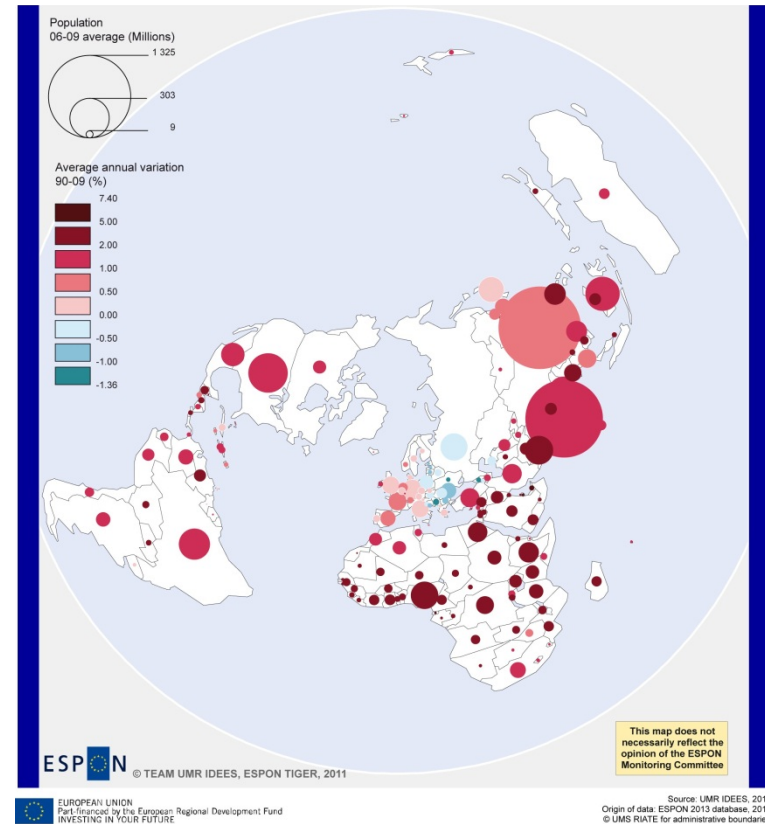 Population
06-09 average (Millions)
1 325
303
9
Average annual variation
90-09 (%)
7.40
5.00
2.00
1.00
0.50
0.00
-0.50
-1.00
-1.36
This map does not
necessarily reflect the
opinion of the ESPON
Monitoring Committee
ESPON
© TEAM UMR IDEES, ESPON TIGER, 2011
EUROPEAN UNION
Part-financed by the European Regional Development Fund
INVESTING IN YOUR FUTURE
Source: UMR IDEES, 201
Origin of data: ESPON 2013 database, 201
© UMS RIATE for administrative boundarie